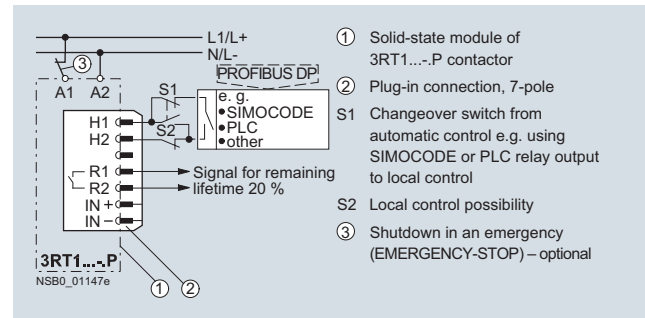 L1/L+
N/L-
③
PROFIBUS DP
A1 A2
S1
e. g.
●SIMOCODE
●PLC
●other
H1
H2
S2
R1
R2
Signal for remaining
lifetime 20 %
IN +
IN –
3RT1...-.P
NSB0_01147e
① ②
① Solid-state module of
3RT1...-.P contactor
② Plug-in connection, 7-pole
S1 Changeover switch from
automatic control e.g. using
SIMOCODE or PLC relay output
to local control
S2 Local control possibility
③ Shutdown in an emergency
(EMERGENCY-STOP) – optional